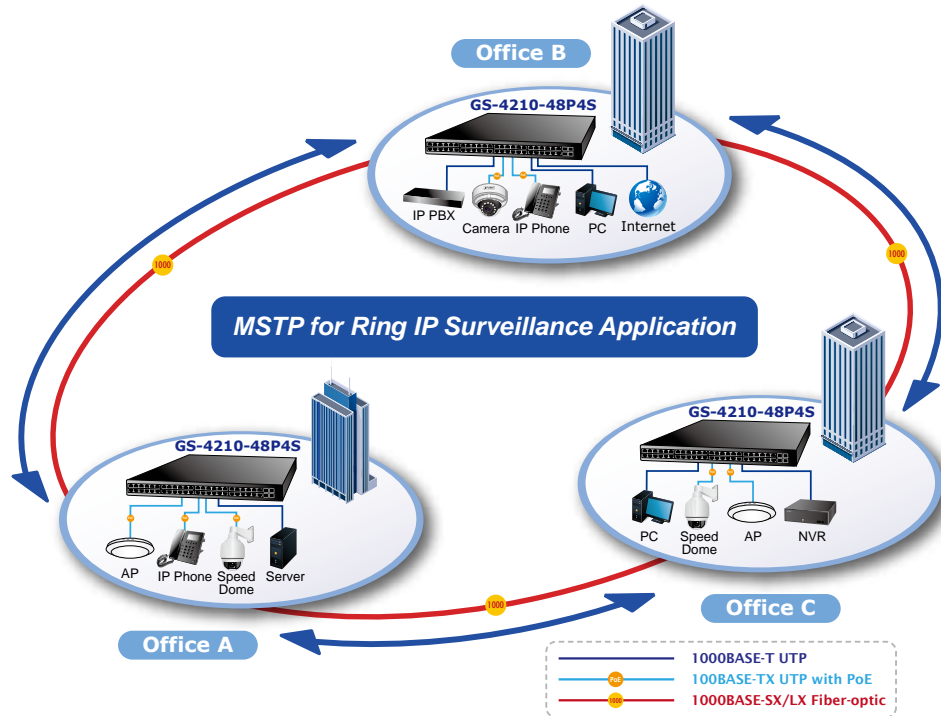 Office B
GS-4210-48P4S
IP PBX
Camera
IP Phone
PC
Internet
1000
1000
MSTP for Ring IP Surveillance Application
GS-4210-48P4S
AP
IP Phone
Speed
Dome
Server
Office A
GS-4210-48P4S
PC
Speed
Dome
AP
NVR
Office C
1000
1000BASE-T UTP
PoE
100BASE-TX UTP with PoE
1000
1000BASE-SX/LX Fiber-optic